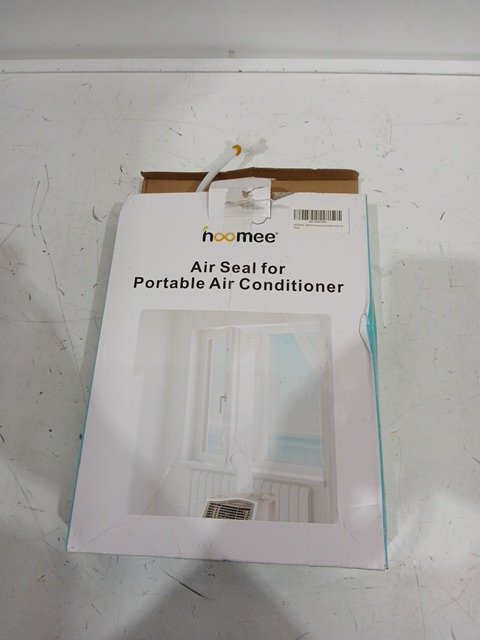 hoomee®
Air Seal for
Portable Air Conditioner